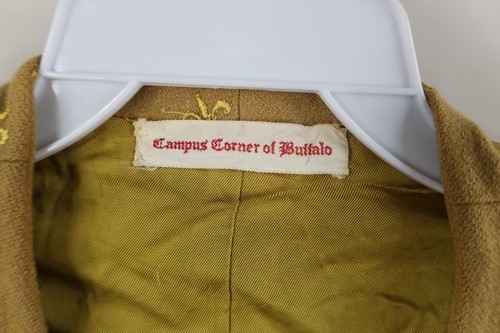 Campus Corner of Buffalo